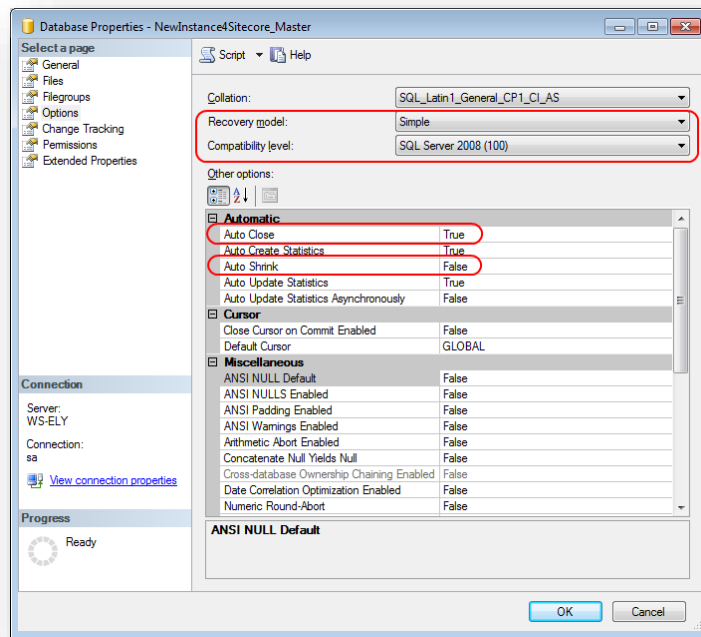 Database Properties - NewInstance4Sitecore_Master
Select a page
General
Files
Filegroups
Options
Change Tracking
Permissions
Extended Properties
Script
Help
Collation: SQL_Latin1_General_CP1_CI_AS
Recovery model: Simple
Compatibility level: SQL Server 2008 (100)
Other options:
Automatic
Auto Close True
Auto Create Statistics True
Auto Shrink False
Auto Update Statistics True
Auto Update Statistics Asynchronously False
Cursor
Close Cursor on Commit Enabled False
Default Cursor GLOBAL
Miscellaneous
ANSI NULL Default False
ANSI NULLS Enabled False
ANSI Padding Enabled False
ANSI Warnings Enabled False
Arithmetic Abort Enabled False
Concatenate Null Yields Null False
Cross-database Ownership Chaining Enabled False
Date Correlation Optimization Enabled False
Numeric Round-Abort False
ANSI NULL Default
Connection
Server:
WS-ELY
Connection:
sa
View connection properties
Progress
Ready
OK
Cancel